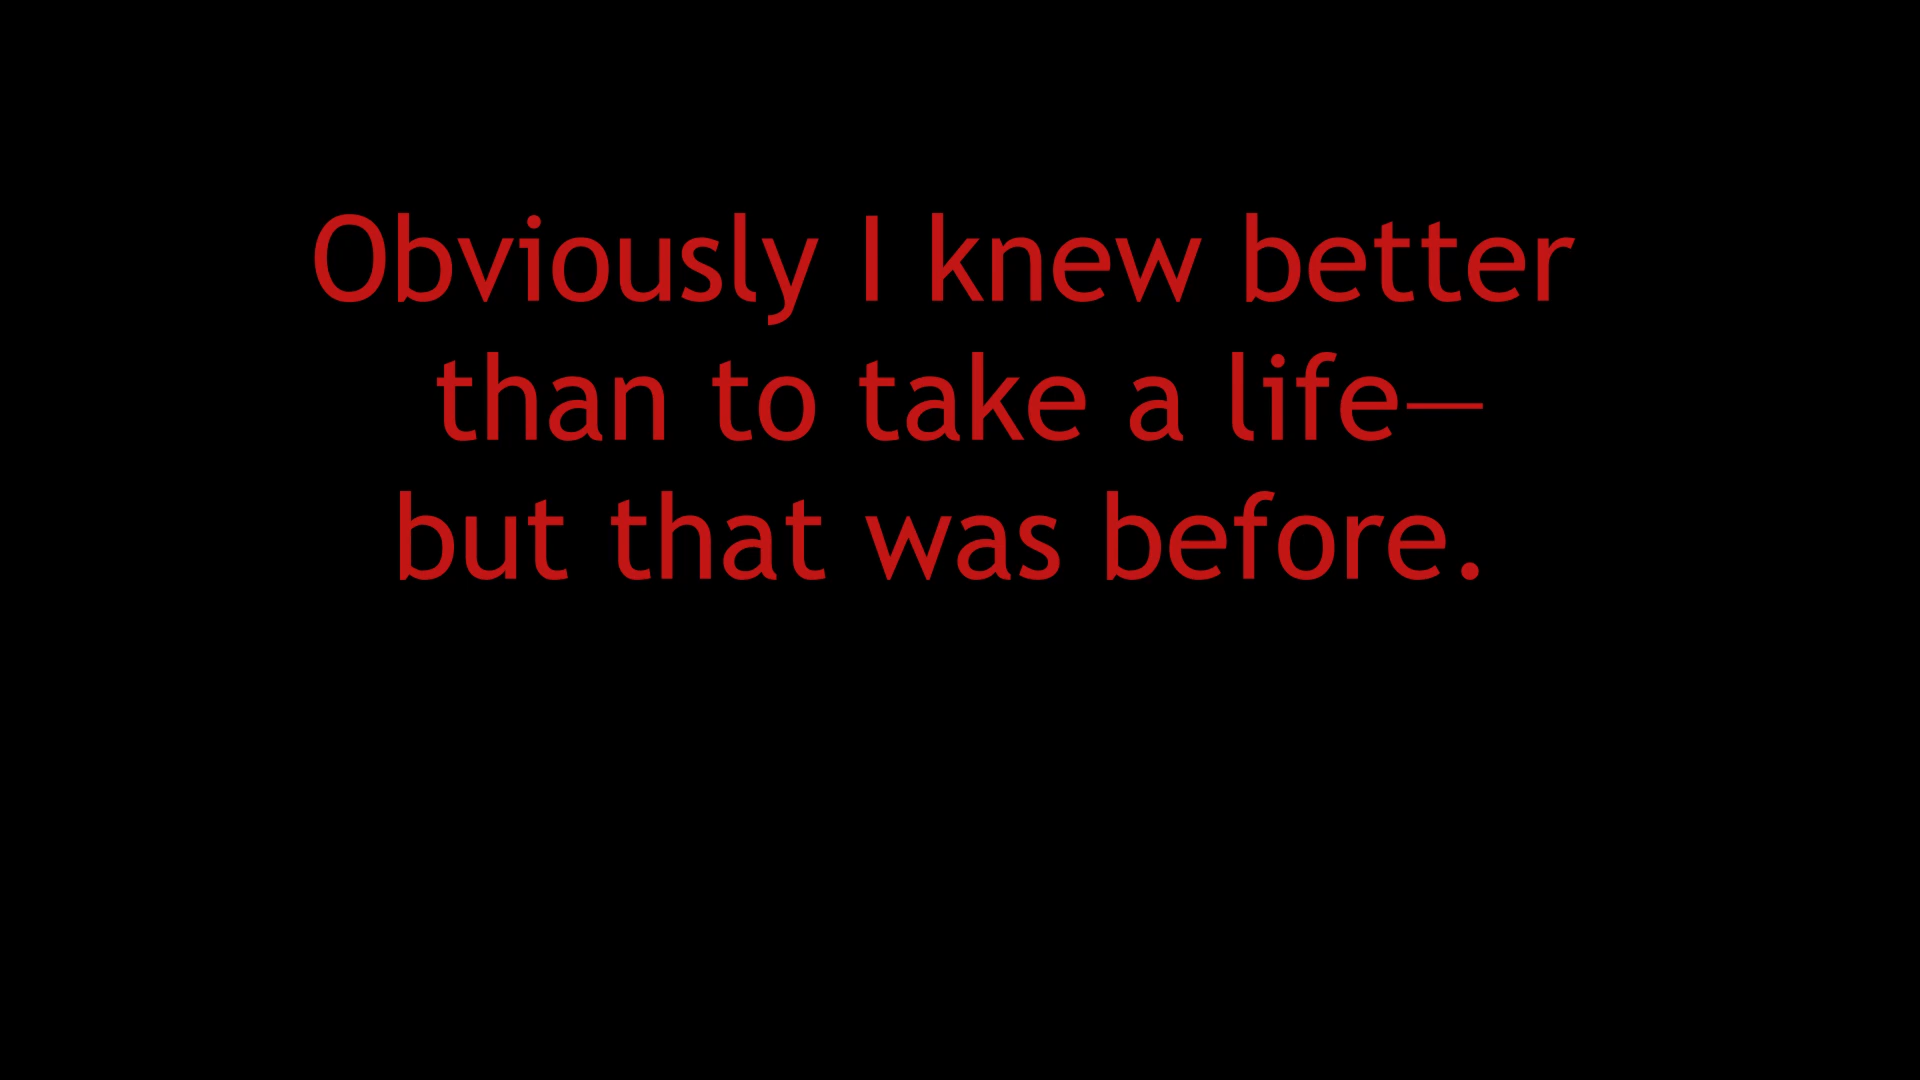 Obviously I knew better
than to take a life—
but that was before.